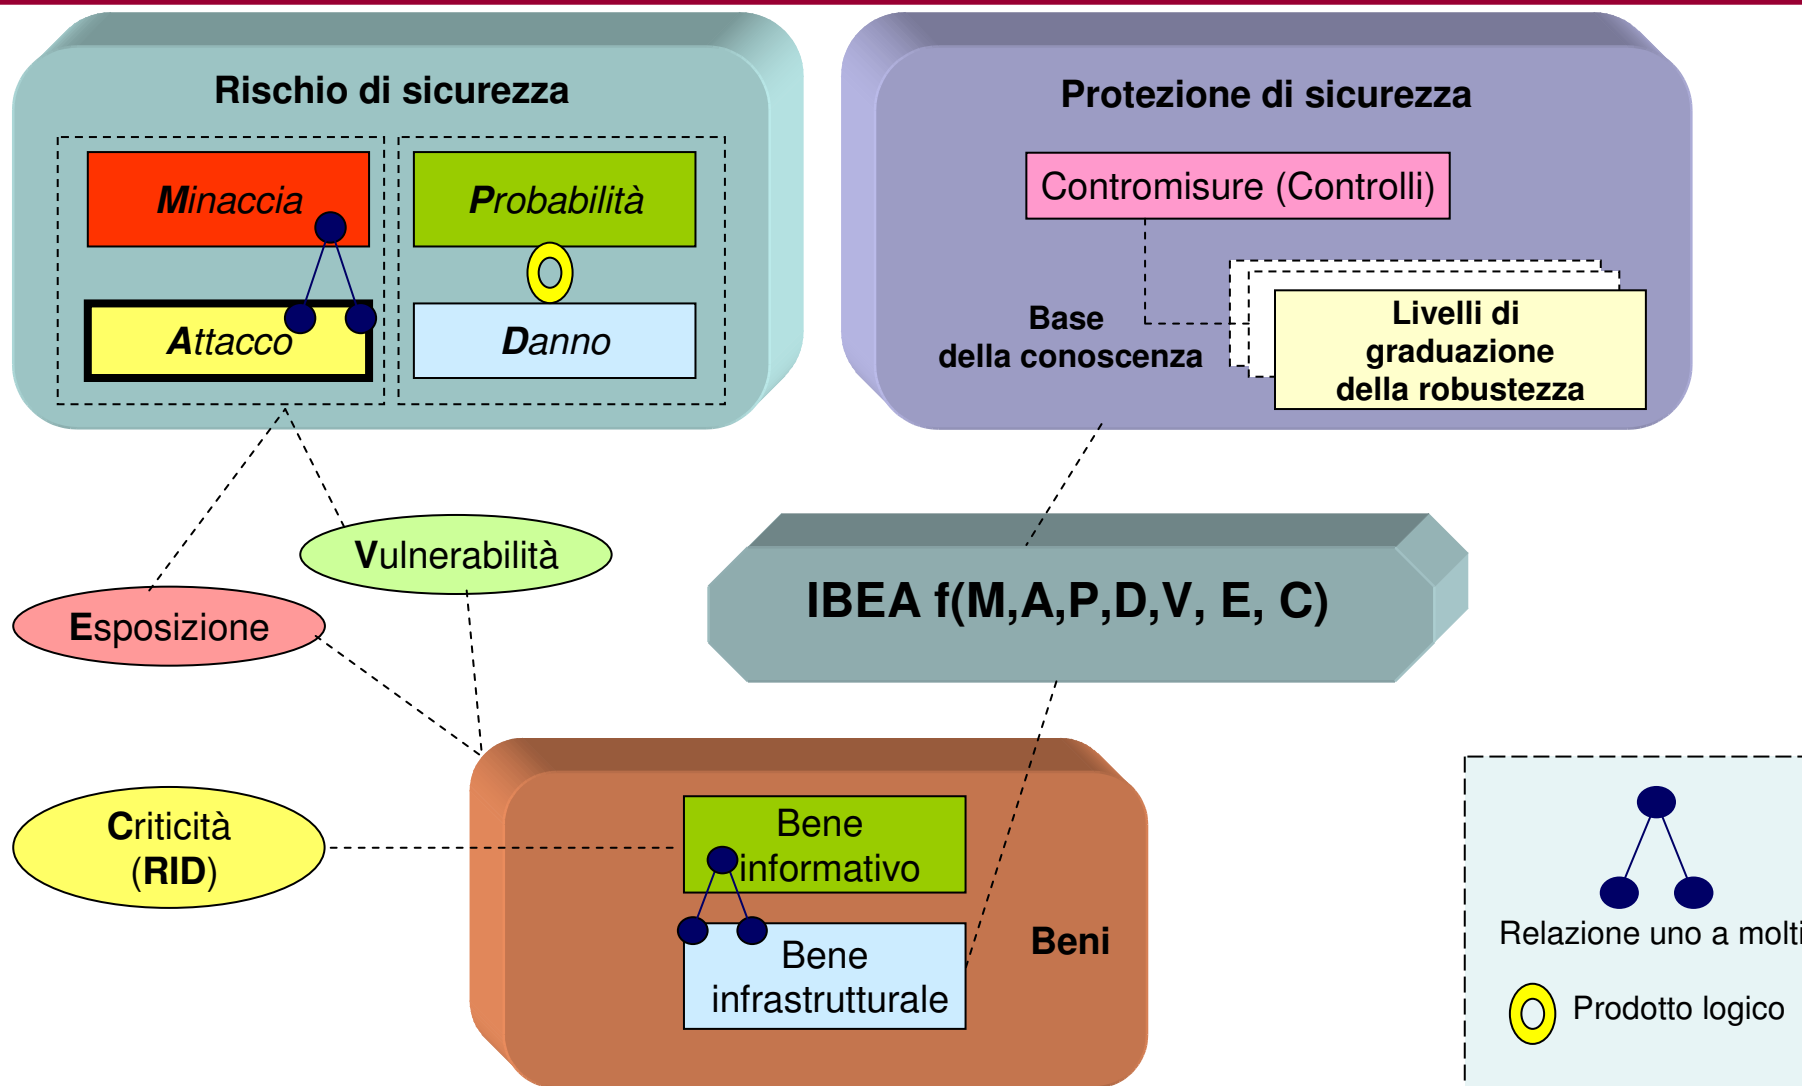 Rischio di sicurezza
Minaccia
Probabilità
Attacco
Danno
Protezione di sicurezza
Contromisure (Controlli)
Base
della conoscenza
Livelli di
graduazione
della robustezza
Vulnerabilità
Esposizione
IBEA f(M,A,P,D,V, E, C)
Criticità
(RID)
Bene
informativo
Bene
infrastrutturale
Beni
Relazione uno a molti
Prodotto logico